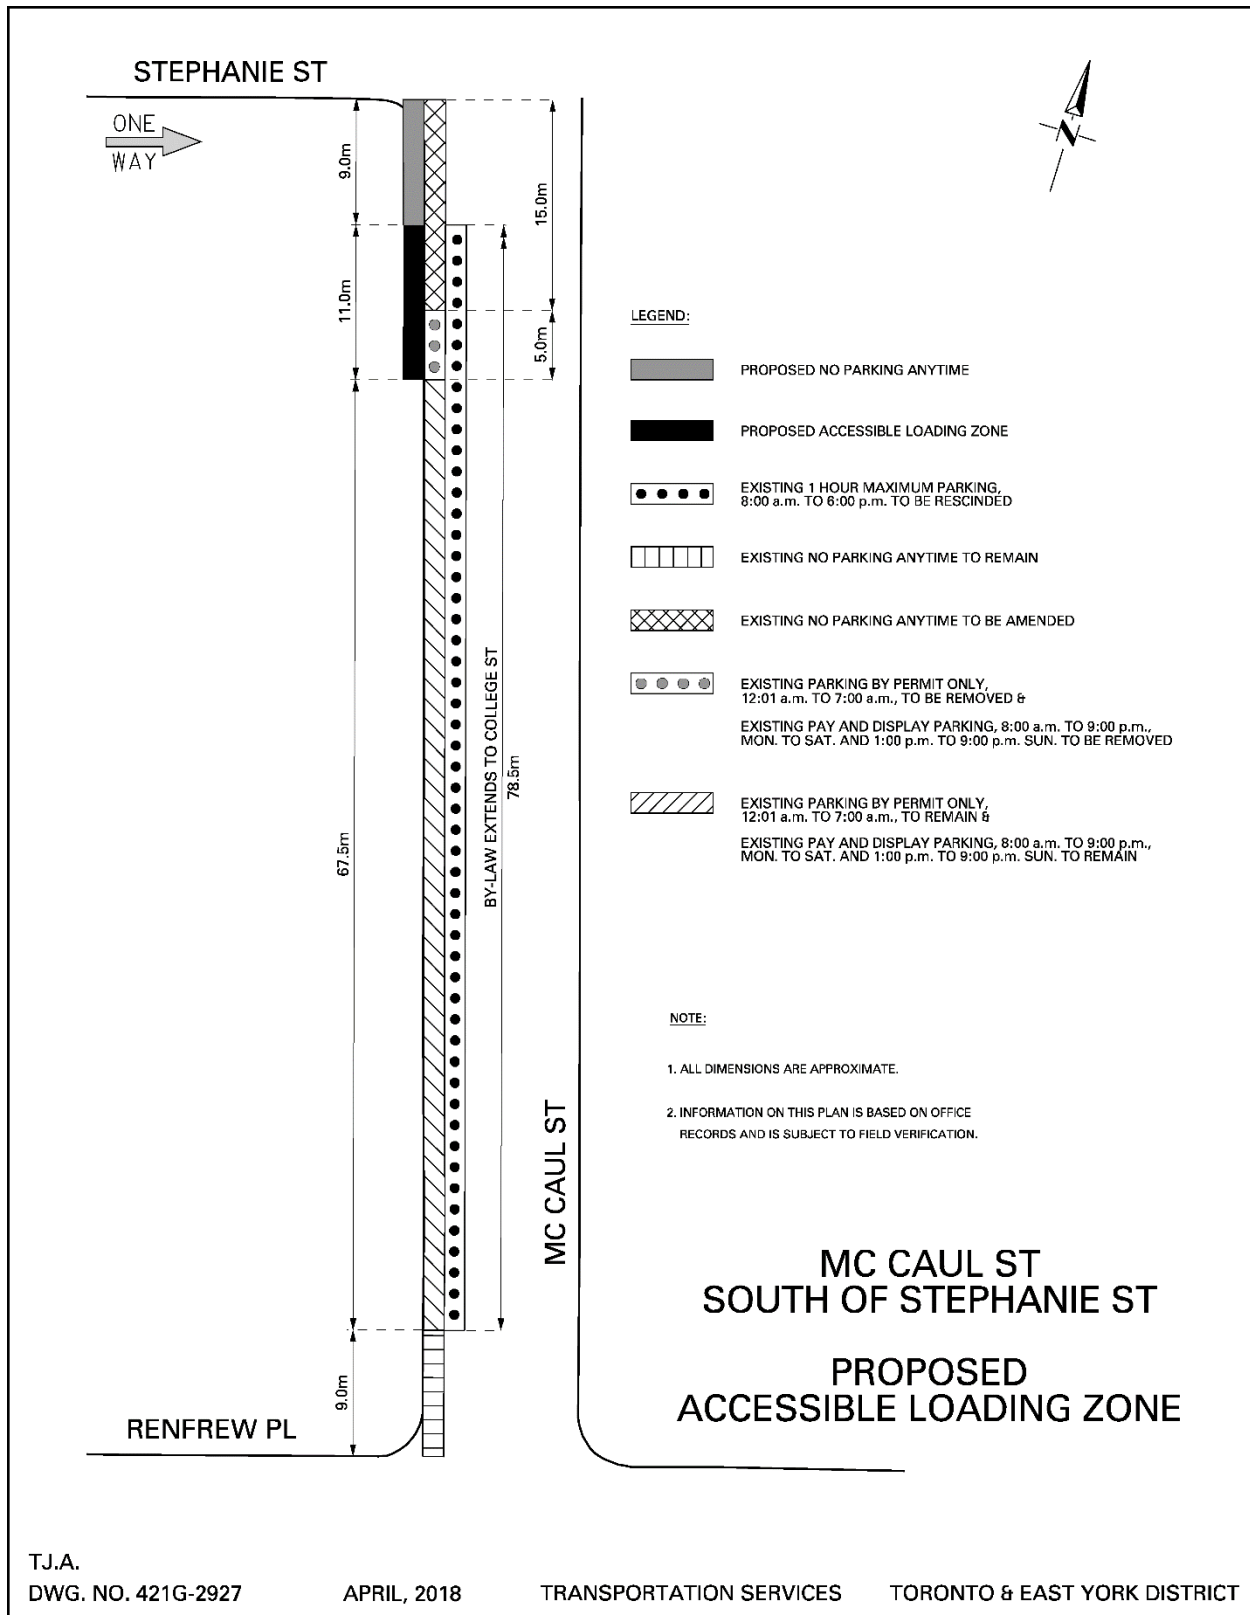 STEPHANIE ST
ONE
WAY
9.0m
15.0m
11.0m
5.0m
BY-LAW EXTENDS TO COLLEGE ST
78.5m
67.5m
9.0m
MC CAUL ST
RENFREW PL
N
LEGEND:
PROPOSED NO PARKING ANYTIME
PROPOSED ACCESSIBLE LOADING ZONE
EXISTING 1 HOUR MAXIMUM PARKING,
8:00 a.m. TO 6:00 p.m. TO BE RESCINDED
EXISTING NO PARKING ANYTIME TO REMAIN
EXISTING NO PARKING ANYTIME TO BE AMENDED
EXISTING PARKING BY PERMIT ONLY,
12:01 a.m. TO 7:00 a.m., TO BE REMOVED &
EXISTING PAY AND DISPLAY PARKING, 8:00 a.m. TO 9:00 p.m.,
MON. TO SAT. AND 1:00 p.m. TO 9:00 p.m. SUN. TO BE REMOVED
EXISTING PARKING BY PERMIT ONLY,
12:01 a.m. TO 7:00 a.m., TO REMAIN &
EXISTING PAY AND DISPLAY PARKING, 8:00 a.m. TO 9:00 p.m.,
MON. TO SAT. AND 1:00 p.m. TO 9:00 p.m. SUN. TO REMAIN
NOTE:
1. ALL DIMENSIONS ARE APPROXIMATE.
2. INFORMATION ON THIS PLAN IS BASED ON OFFICE
RECORDS AND IS SUBJECT TO FIELD VERIFICATION.
MC CAUL ST
SOUTH OF STEPHANIE ST
PROPOSED
ACCESSIBLE LOADING ZONE
TJ.A.
DWG. NO. 421G-2927 APRIL, 2018 TRANSPORTATION SERVICES TORONTO & EAST YORK DISTRICT